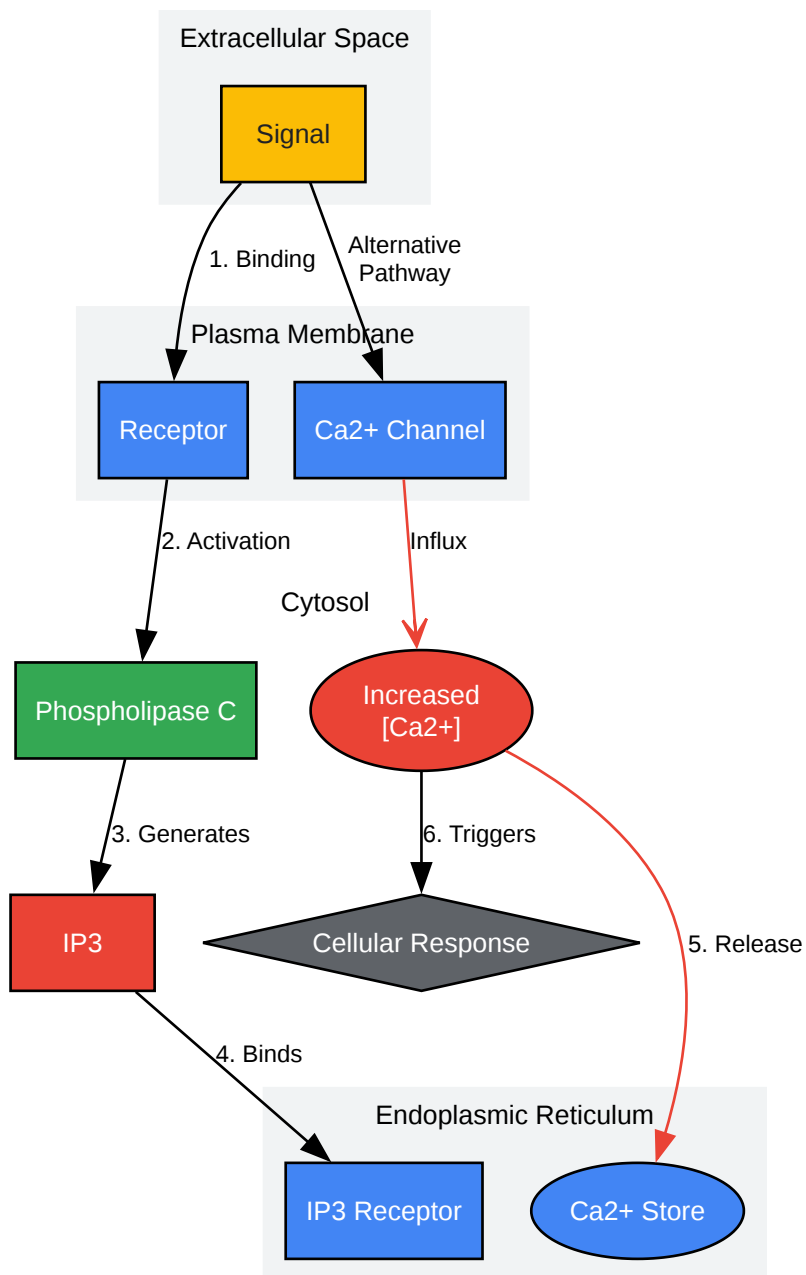 Extracellular Space
Signal
1. Binding
Alternative
Pathway
Plasma Membrane
Receptor
Ca2+ Channel
2. Activation
Influx
Cytosol
Phospholipase C
Increased
[Ca2+]
3. Generates
6. Triggers
IP3
Cellular Response
5. Release
4. Binds
Endoplasmic Reticulum
IP3 Receptor
Ca2+ Store